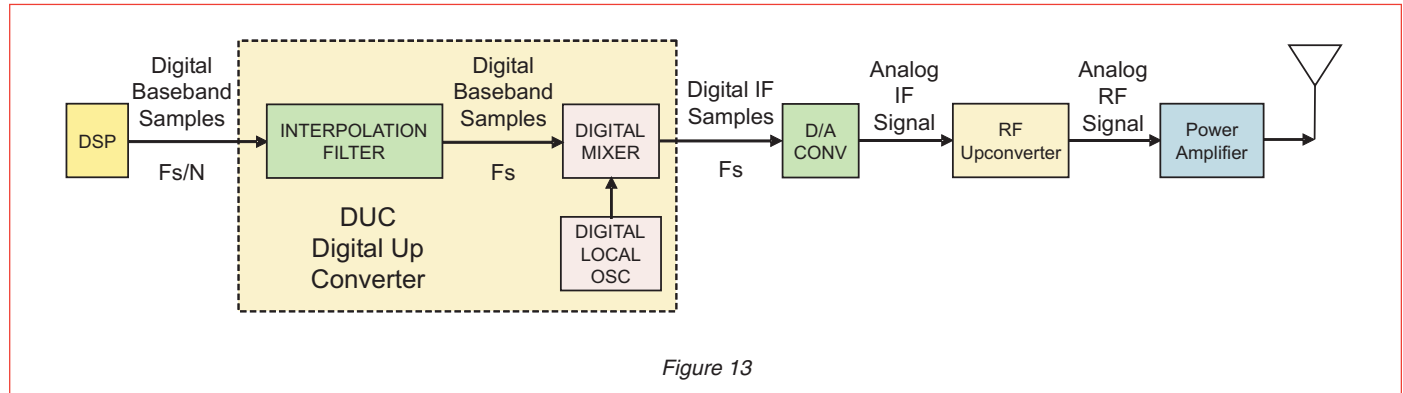 DSP
Digital
Baseband
Samples
Fs/N
INTERPOLATION
FILTER
DUC
Digital Up
Converter
Digital
Baseband
Samples
Fs
DIGITAL
MIXER
DIGITAL
LOCAL
OSC
Digital IF
Samples
Fs
D/A
CONV
Analog
IF
Signal
RF
Upconverter
Analog
RF
Signal
Power
Amplifier
Figure 13